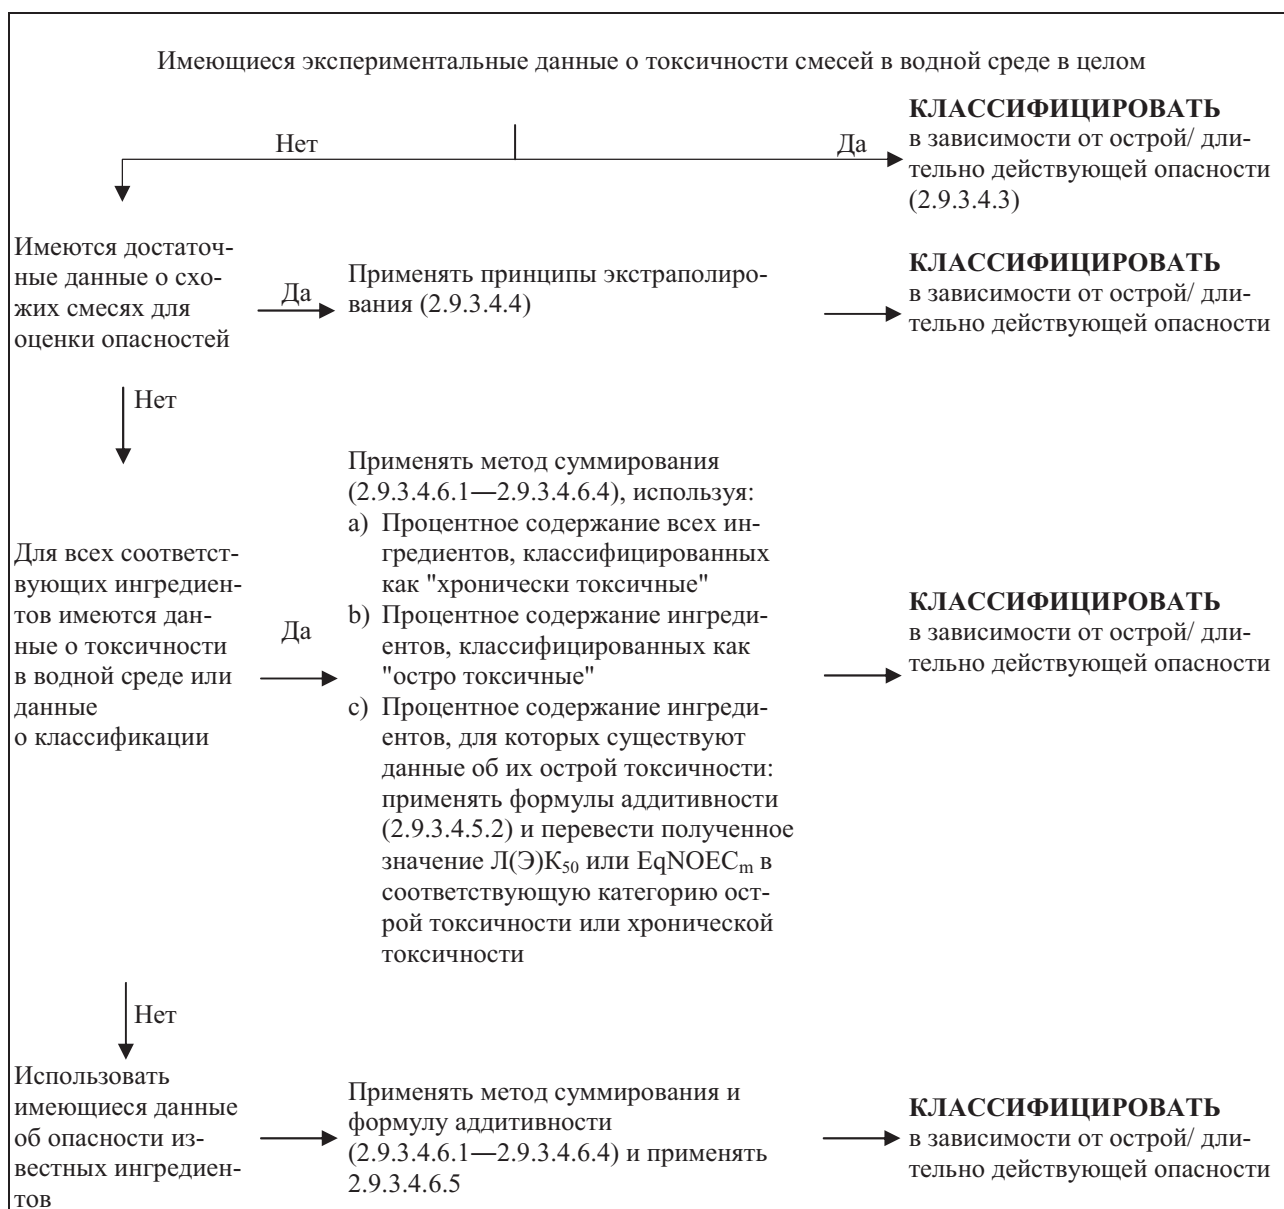 Имеющиеся экспериментальные данные о токсичности смесей в водной среде в целом
Нет
Да
КЛАССИФИЦИРОВАТЬ
в зависимости от острой/ дли-
тельно действующей опасности
(2.9.3.4.3)
Имеются достаточ-
ные данные о схо-
жих смесях для
оценки опасностей
Да
Применять принципы экстраполиро-
вания (2.9.3.4.4)
КЛАССИФИЦИРОВАТЬ
в зависимости от острой/ дли-
тельно действующей опасности
Нет
Для всех соответст-
вующих ингредиен-
тов имеются дан-
ные о токсичности
в водной среде или
данные
о классификации
Да
Применять метод суммирования
(2.9.3.4.6.1—2.9.3.4.6.4), используя:
a) Процентное содержание всех ин-
гредиентов, классифицированных
как "хронически токсичные"
b) Процентное содержание ингреди-
ентов, классифицированных как
"остро токсичные"
c) Процентное содержание ингреди-
ентов, для которых существуют
данные об их острой токсичности:
применять формулы аддитивности
(2.9.3.4.5.2) и перевести полученное
значение Л(Э)К₅₀ или EqNOECₘ в
соответствующую категорию ост-
рой токсичности или хронической
токсичности
КЛАССИФИЦИРОВАТЬ
в зависимости от острой/ дли-
тельно действующей опасности
Нет
Использовать
имеющиеся данные
об опасности из-
вестных ингредиен-
тов
Применять метод суммирования и
формулу аддитивности
(2.9.3.4.6.1—2.9.3.4.6.4) и применять
2.9.3.4.6.5
КЛАССИФИЦИРОВАТЬ
в зависимости от острой/ дли-
тельно действующей опасности